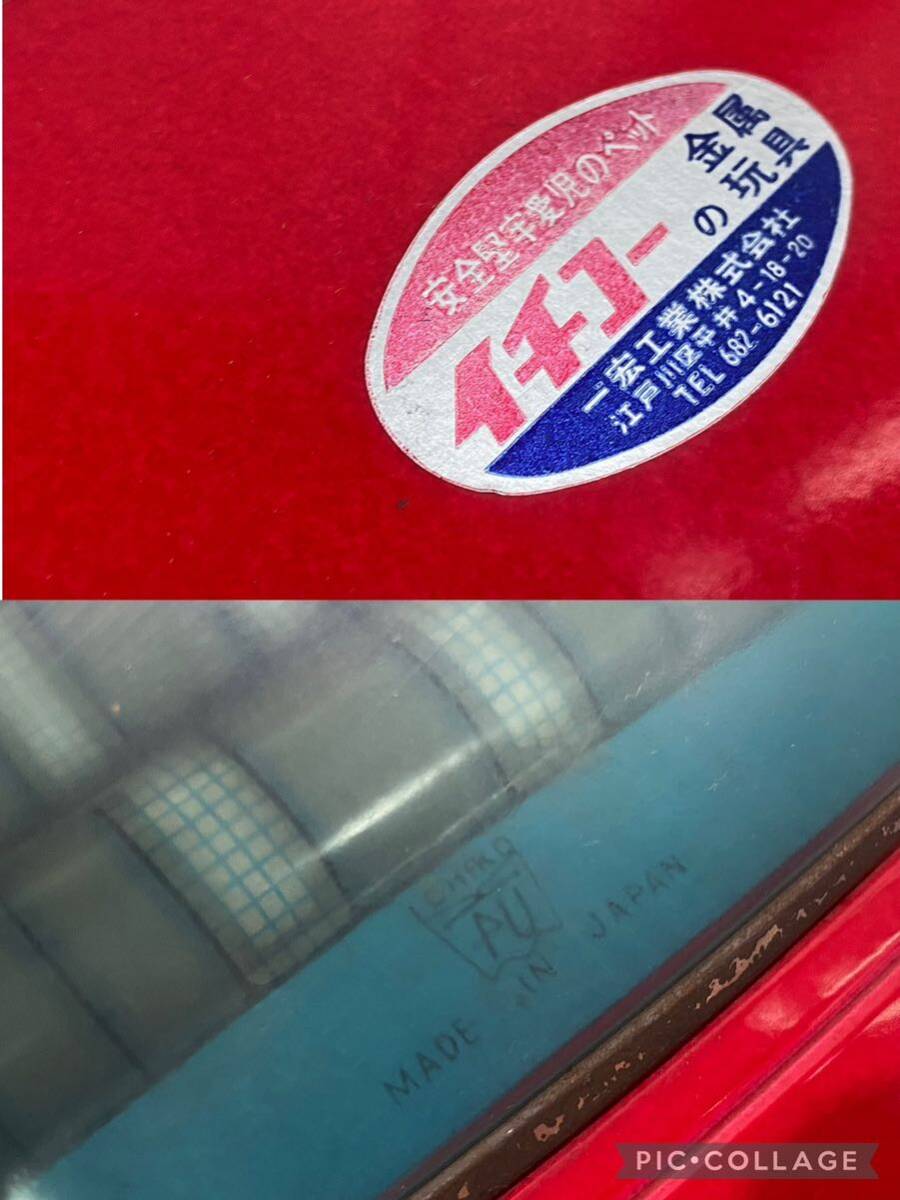 安全堅牢愛児のペット
イチコー
金属
の玩具
一宏工業株式会社
江戸川区平井4-18-20
TEL 682-6121
MADE IN JAPAN
PIC•COLLAGE